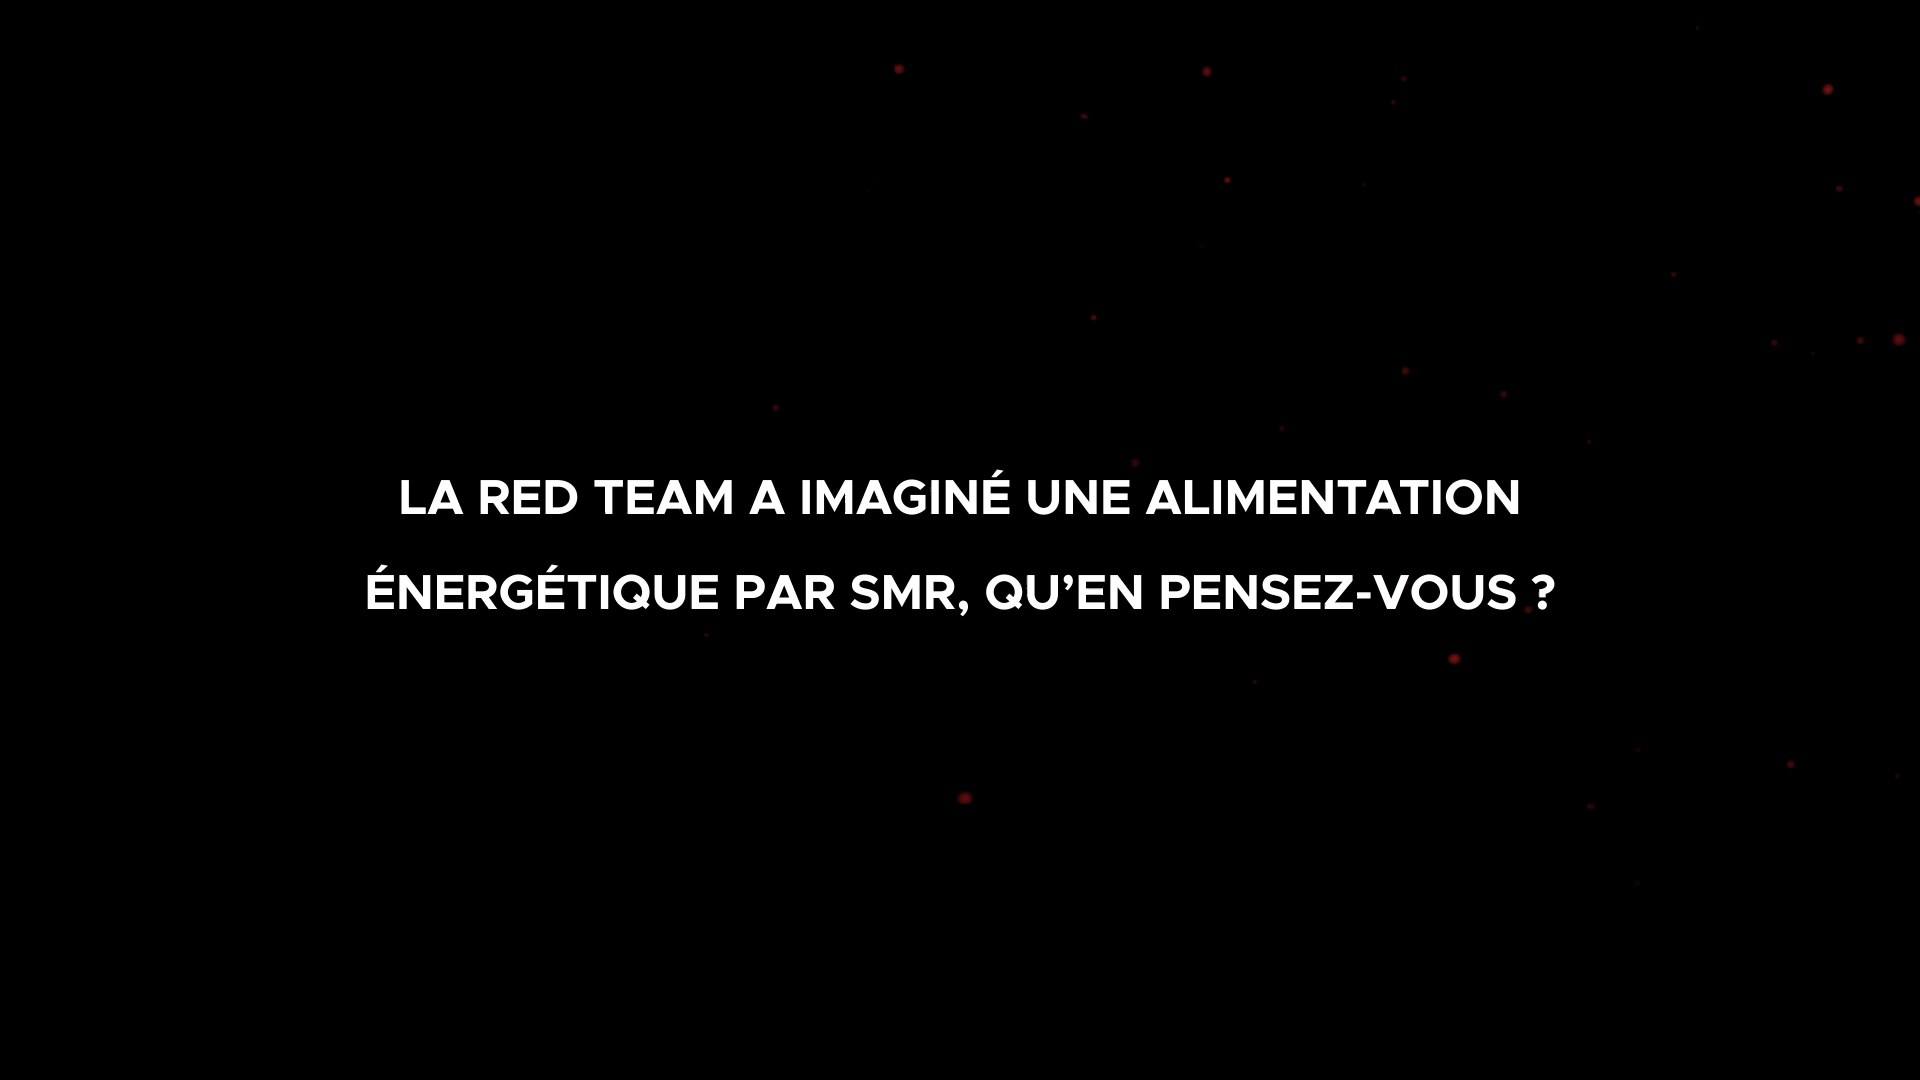 LA RED TEAM A IMAGINÉ UNE ALIMENTATION
ÉNERGÉTIQUE PAR SMR, QU’EN PENSEZ-VOUS ?